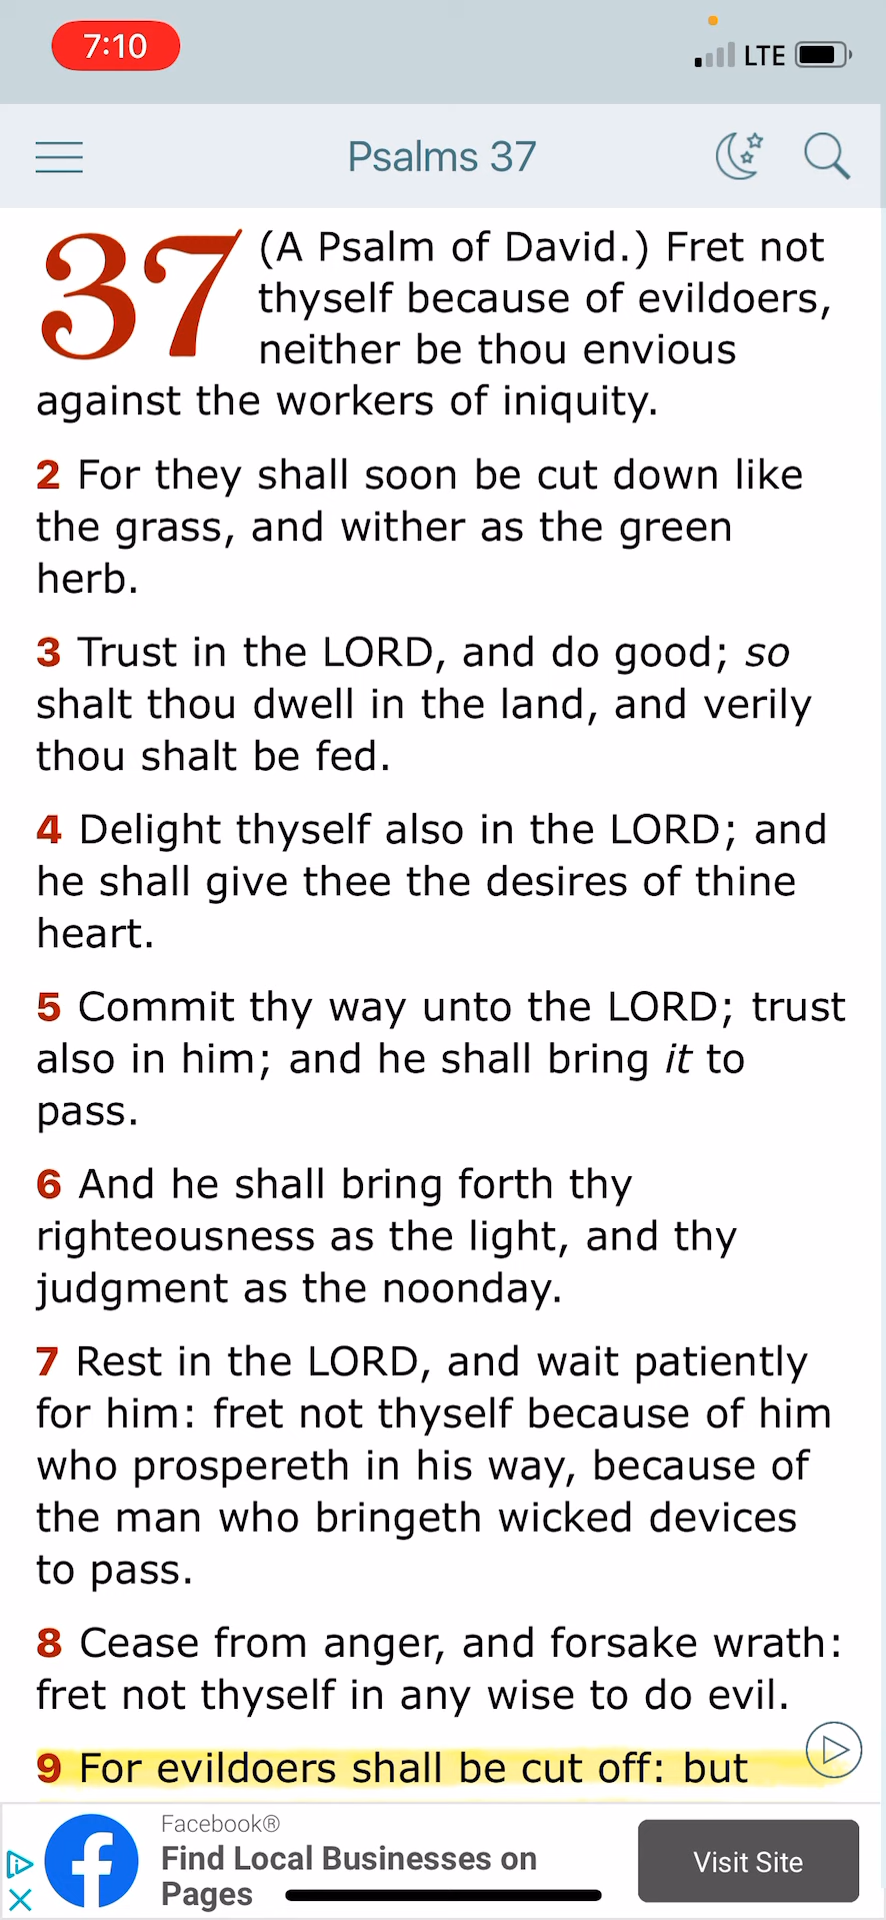 7:10
LTE
Psalms 37
37 (A Psalm of David.) Fret not
thyself because of evildoers,
neither be thou envious
against the workers of iniquity.
2 For they shall soon be cut down like
the grass, and wither as the green
herb.
3 Trust in the LORD, and do good; so
shalt thou dwell in the land, and verily
thou shalt be fed.
4 Delight thyself also in the LORD; and
he shall give thee the desires of thine
heart.
5 Commit thy way unto the LORD; trust
also in him; and he shall bring it to
pass.
6 And he shall bring forth thy
righteousness as the light, and thy
judgment as the noonday.
7 Rest in the LORD, and wait patiently
for him: fret not thyself because of him
who prospereth in his way, because of
the man who bringeth wicked devices
to pass.
8 Cease from anger, and forsake wrath:
fret not thyself in any wise to do evil.
9 For evildoers shall be cut off: but
Facebook®
Find Local Businesses on
Pages
Visit Site